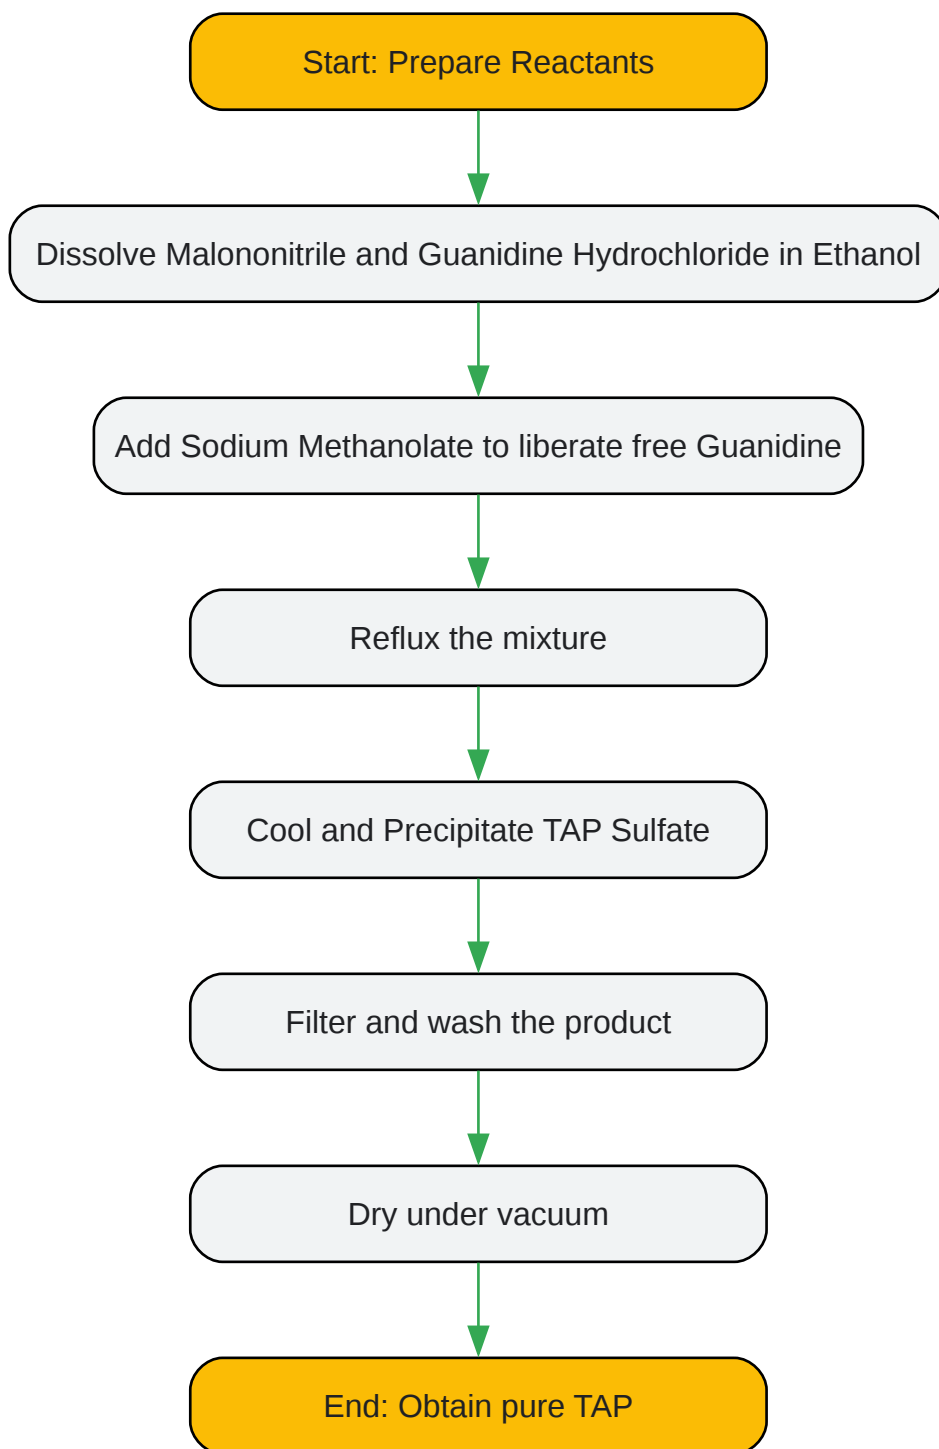 Start: Prepare Reactants
Dissolve Malononitrile and Guanidine Hydrochloride in Ethanol
Add Sodium Methanolate to liberate free Guanidine
Reflux the mixture
Cool and Precipitate TAP Sulfate
Filter and wash the product
Dry under vacuum
End: Obtain pure TAP